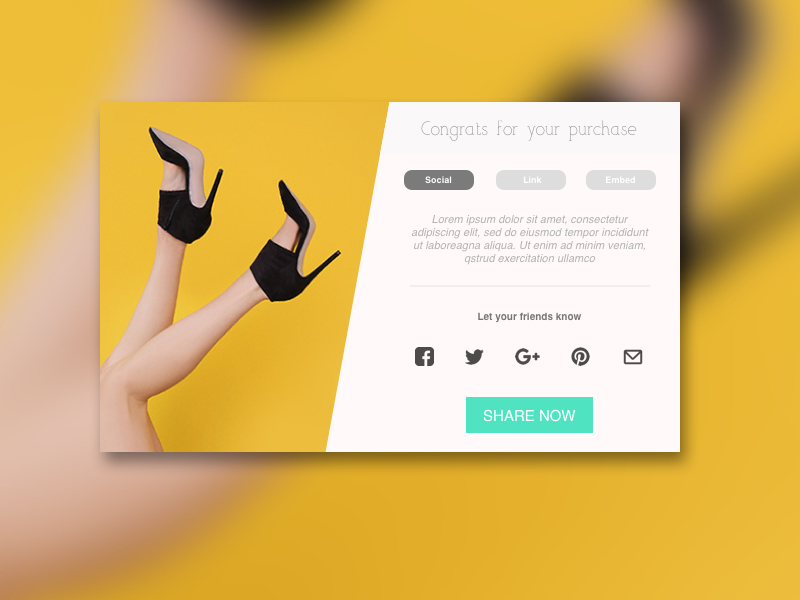 Congrats for your purchase
Social
Link
Embed
Lorem ipsum dolor sit amet, consectetur
adipiscing elit, sed do eiusmod tempor incididunt
ut laboreagna aliqua. Ut enim ad minim veniam,
qstrud exercitation ullamco
Let your friends know
SHARE NOW